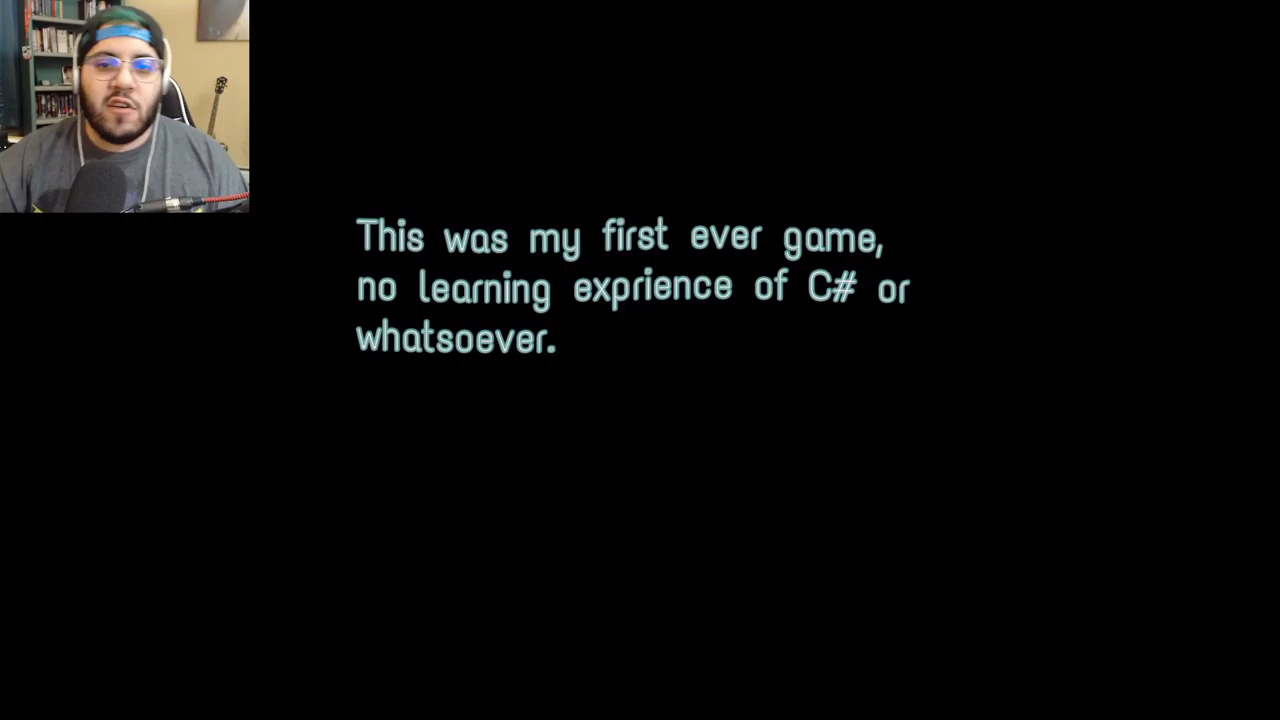 This was my first ever game,
no learning exprience of C# or
whatsoever.